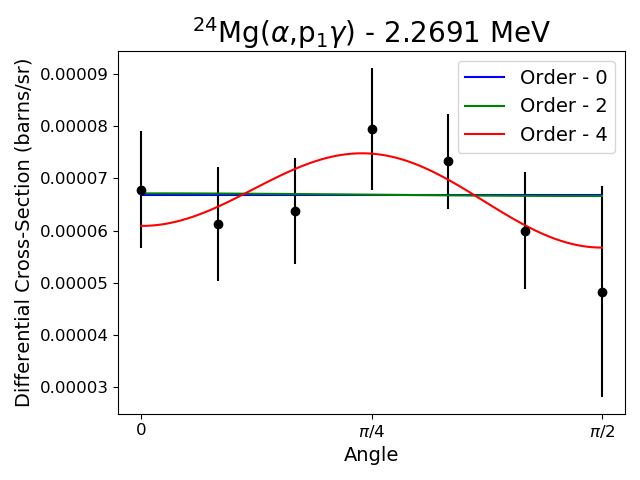 ²⁴Mg(α,p₁γ) - 2.2691 MeV
Differential Cross-Section (barns/sr)
0.00009
0.00008
0.00007
0.00006
0.00005
0.00004
0.00003
Order - 0
Order - 2
Order - 4
0
π/4
π/2
Angle